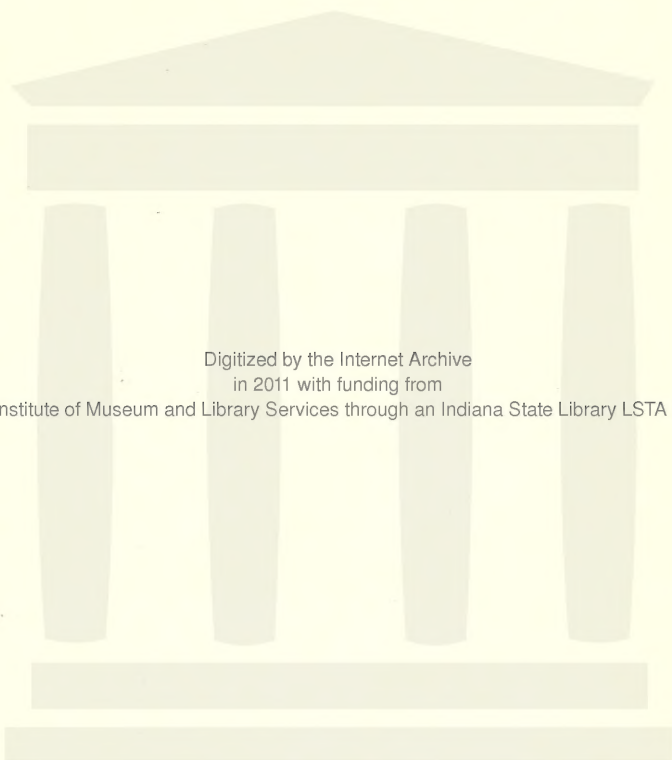 Digitized by the Internet Archive
in 2011 with funding from
nstitute of Museum and Library Services through an Indiana State Library LSTA